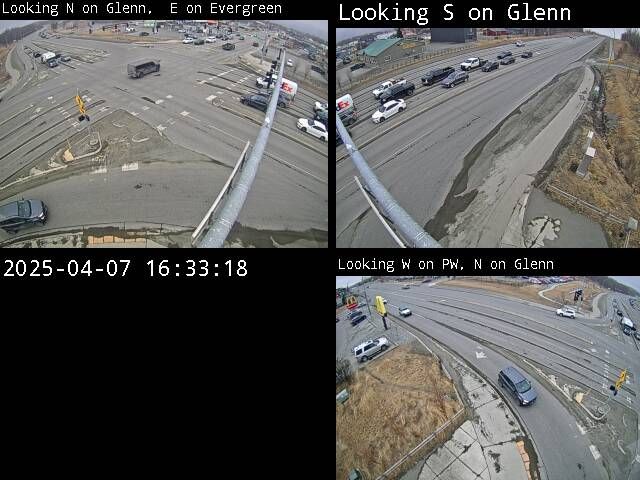 Looking N on Glenn, E on Evergreen
Looking S on Glenn
2025-04-07 16:33:18
Looking W on PW, N on Glenn